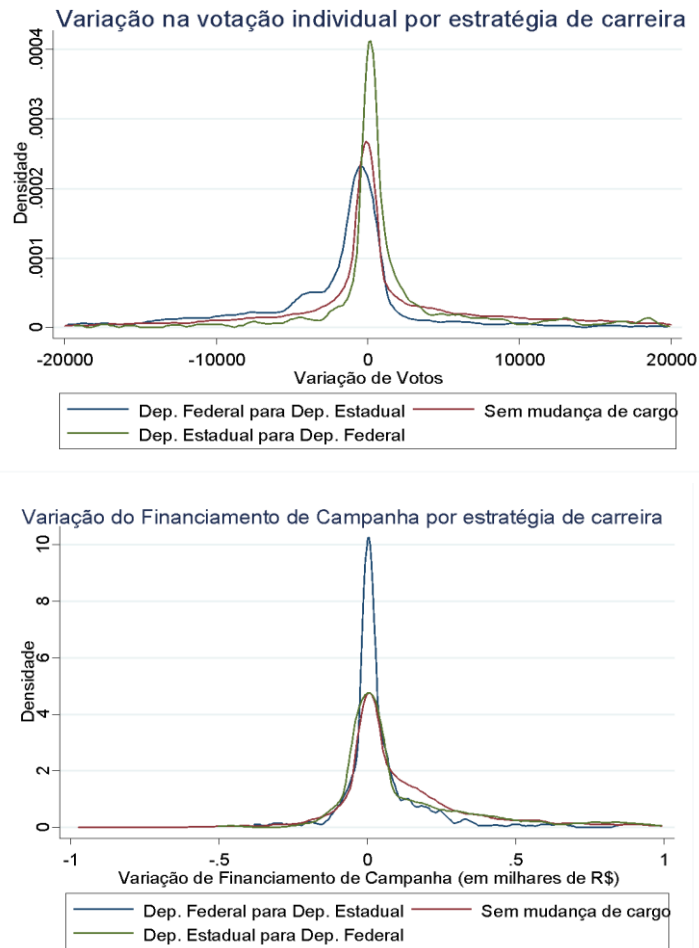 Variação na votação individual por estratégia de carreira
.0004
.0003
.0002
.0001
0
Densidade
-20000 -10000 0 10000 20000
Variação de Votos
Dep. Federal para Dep. Estadual Sem mudança de cargo
Dep. Estadual para Dep. Federal
Variação do Financiamento de Campanha por estratégia de carreira
10
8
6
4
2
0
Densidade
-1 -.5 0 .5 1
Variação de Financiamento de Campanha (em milhares de R$)
Dep. Federal para Dep. Estadual Sem mudança de cargo
Dep. Estadual para Dep. Federal